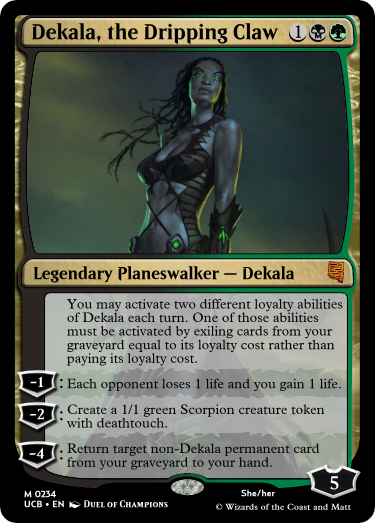 Dekala, the Dripping Claw 1
Legendary Planeswalker — Dekala
You may activate two different loyalty abilities
of Dekala each turn. One of those abilities
must be activated by exiling cards from your
graveyard equal to its loyalty cost rather than
paying its loyalty cost.
-1: Each opponent loses 1 life and you gain 1 life.
-2: Create a 1/1 green Scorpion creature token
with deathtouch.
-4: Return target non-Dekala permanent card
from your graveyard to your hand.
5
M 0234 She/her
UCB • EN Duel of Champions © Wizards of the Coast and Matt